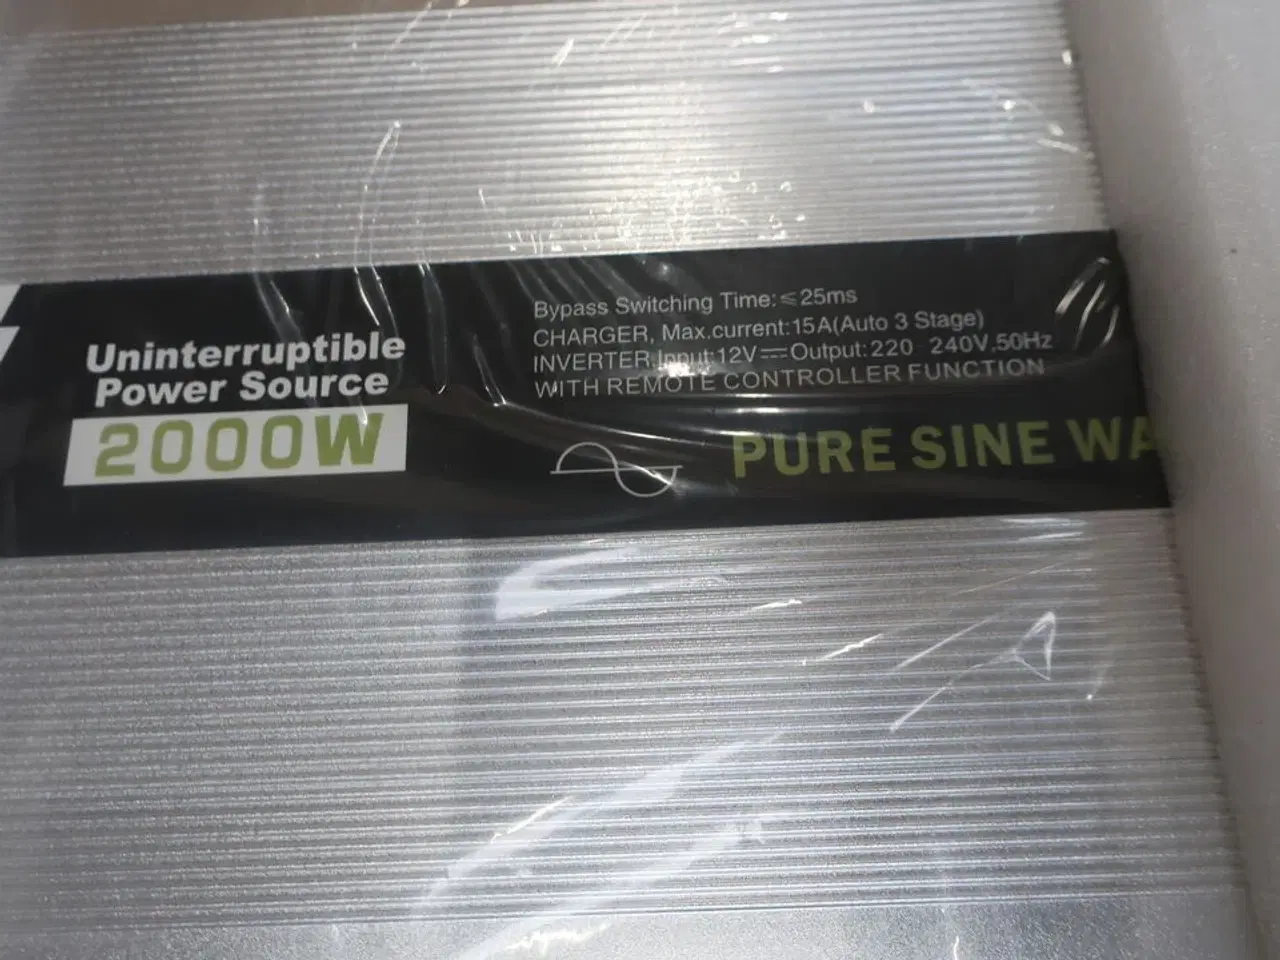 Uninterruptible
Power Source
2000W
Bypass Switching Time:≤25ms
CHARGER, Max.current:15A(Auto 3 Stage)
INVERTER Input:12V⎓Output:220 240V,50Hz
WITH REMOTE CONTROLLER FUNCTION
PURE SINE WA